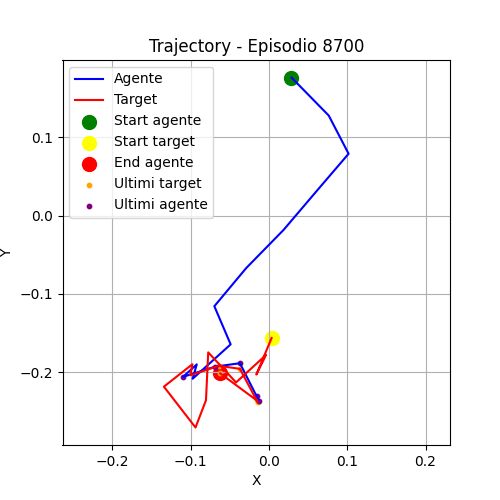 Trajectory - Episodio 8700
Agente
Target
Start agente
Start target
End agente
Ultimi target
Ultimi agente
0.1
0.0
−0.1
−0.2
Y
−0.2
−0.1
0.0
0.1
0.2
X